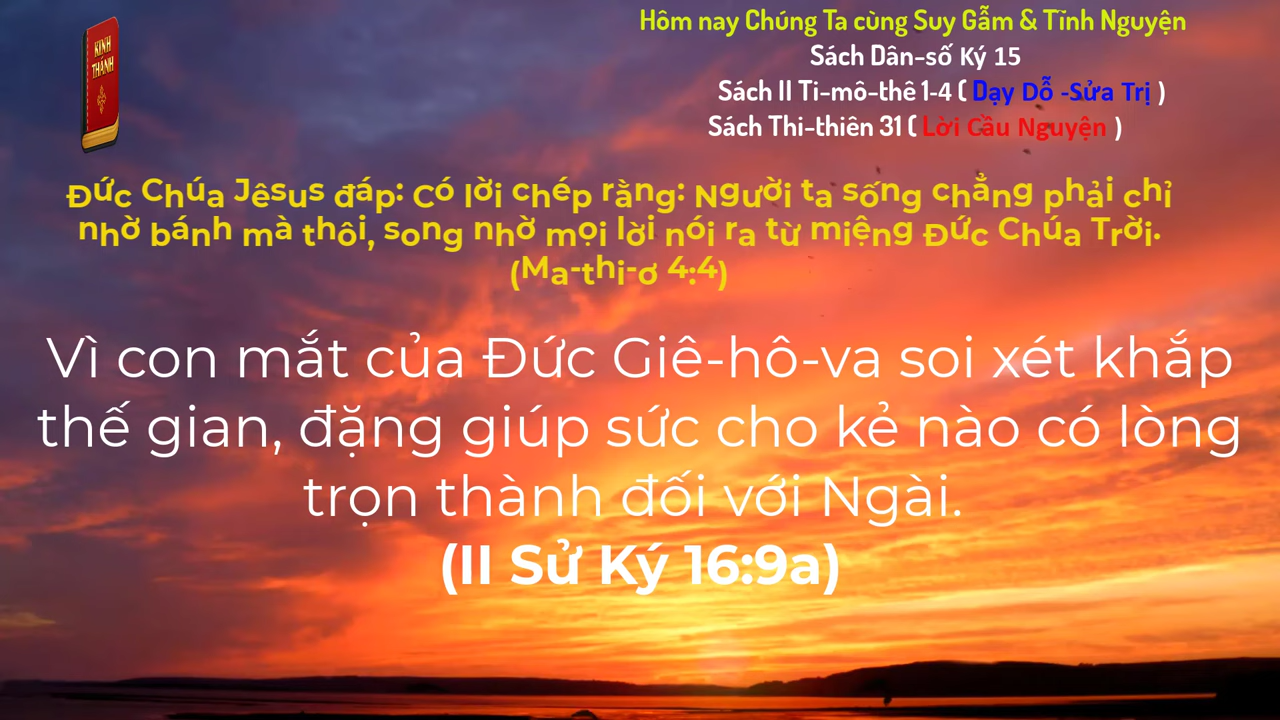 KINH
THÁNH
Hôm nay Chúng Ta cùng Suy Gẫm & Tĩnh Nguyện
Sách Dân-số Ký 15
Sách II Ti-mô-thê 1-4 ( Dạy Dỗ -Sửa Trị )
Sách Thi-thiên 31 ( Lời Cầu Nguyện )
Đức Chúa Jêsus đáp: Có lời chép rằng: Người ta sống chẳng phải chỉ
nhờ bánh mà thôi, song nhờ mọi lời nói ra từ miệng Đức Chúa Trời.
(Ma-thi-ơ 4:4)
Vì con mắt của Đức Giê-hô-va soi xét khắp
thế gian, đặng giúp sức cho kẻ nào có lòng
trọn thành đối với Ngài.
(II Sử Ký 16:9a)